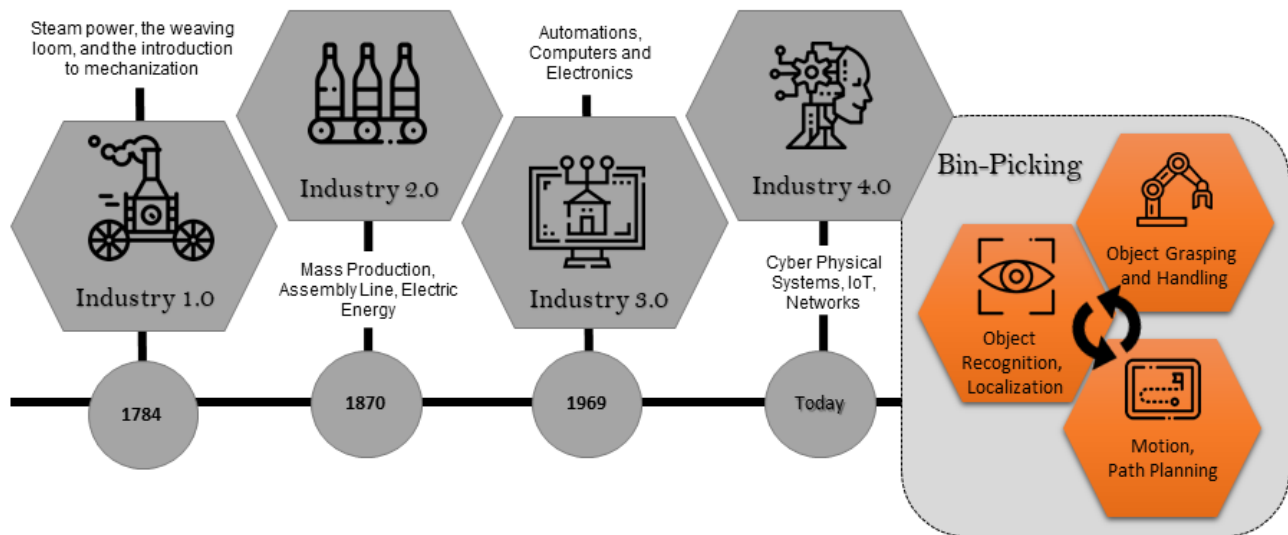 Steam power, the weaving
loom, and the introduction
to mechanization
Industry 1.0
1784
Industry 2.0
Mass Production,
Assembly Line, Electric
Energy
1870
Automations,
Computers and
Electronics
Industry 3.0
1969
Industry 4.0
Cyber Physical
Systems, IoT,
Networks
Today
Bin-Picking
Object Grasping
and Handling
Object
Recognition,
Localization
Motion,
Path Planning